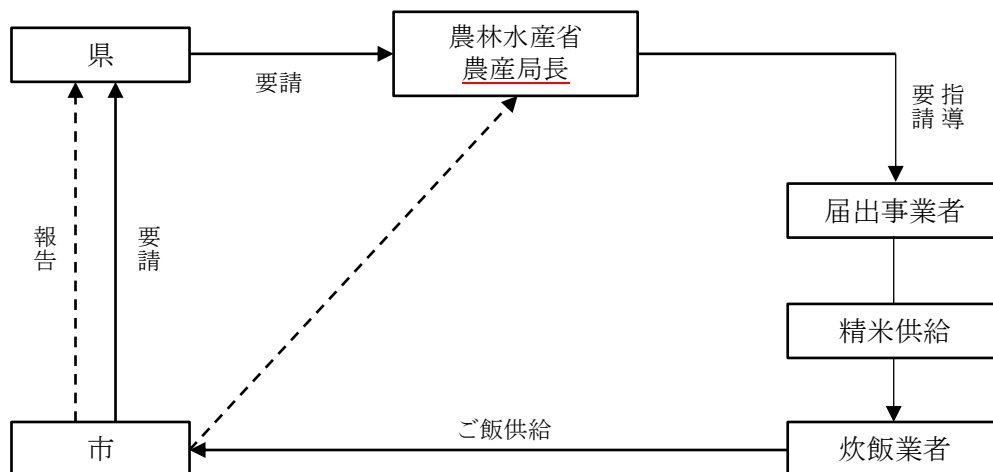 県
要請
農林水産省
農産局長
指導
要請
届出事業者
報告
要請
精米供給
市
ご飯供給
炊飯業者